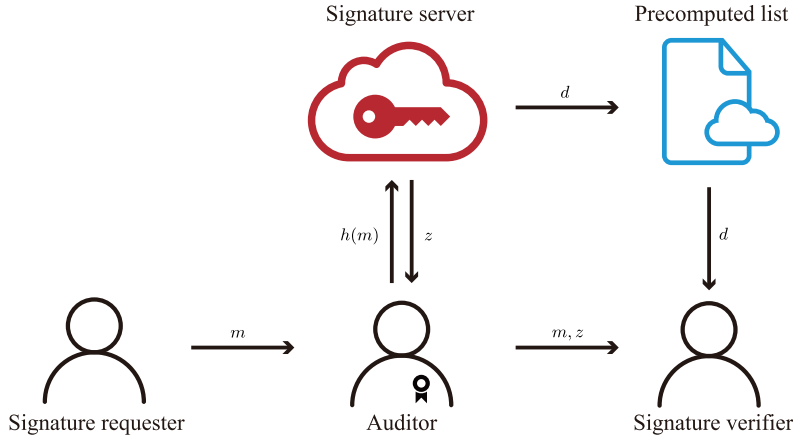 Signature server
Precomputed list
d
h(m)
z
d
m
m, z
Signature requester
Auditor
Signature verifier